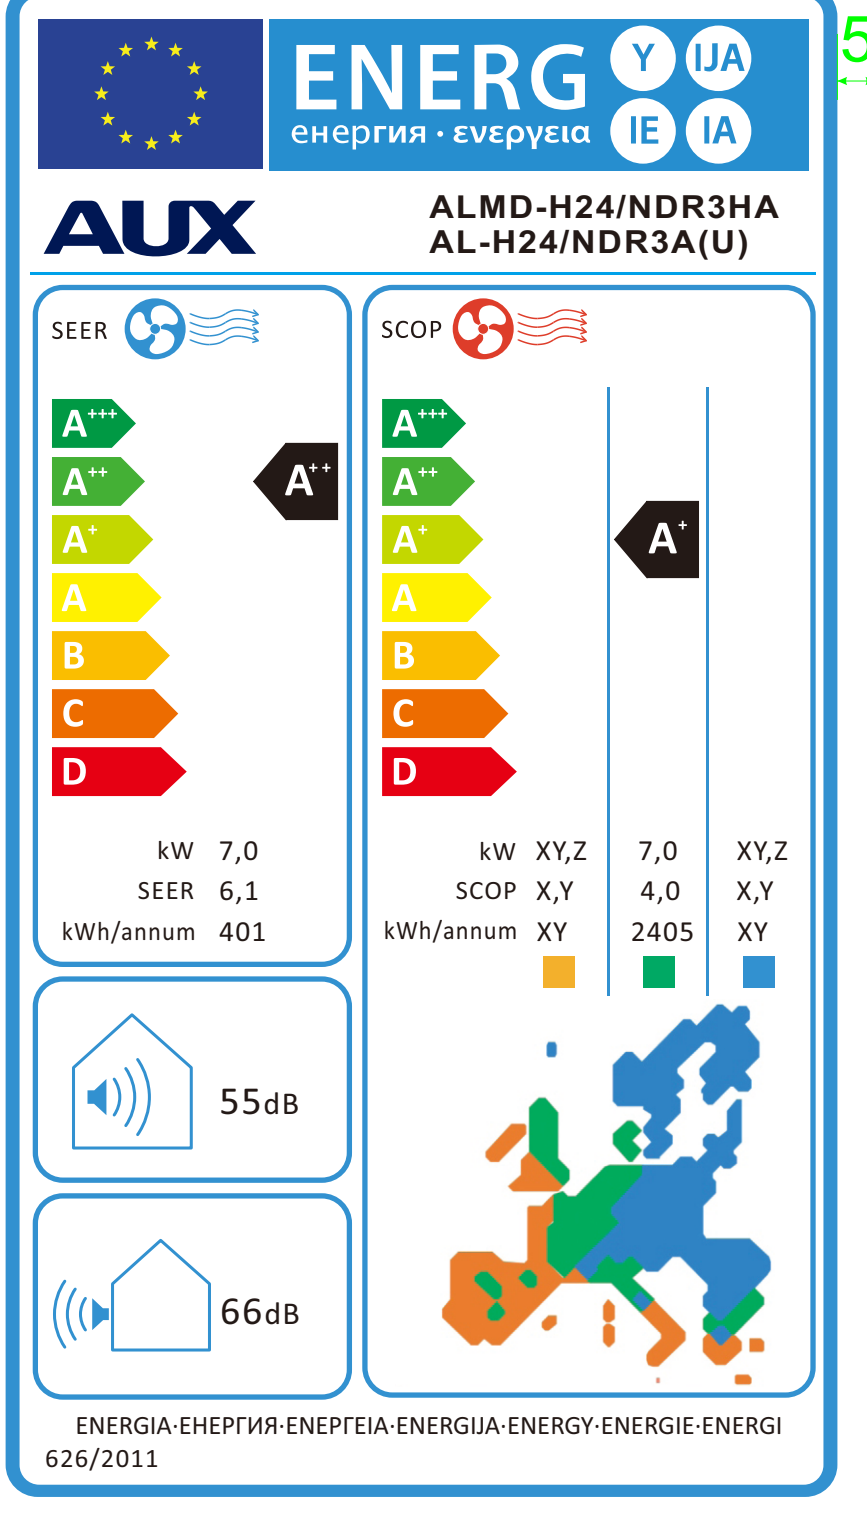 ENERG
енергия · ενεργεια
Y IJA
IE IA
AUX
ALMD-H24/NDR3HA
AL-H24/NDR3A(U)
SEER
A+++
A++
A+
A
B
C
D
A++
kW 7,0
SEER 6,1
kWh/annum 401
SCOP
A+++
A++
A+
A
B
C
D
A+
kW XY,Z 7,0 XY,Z
SCOP X,Y 4,0 X,Y
kWh/annum XY 2405 XY
55dB
66dB
ENERGIA·ЕНЕРГИЯ·ΕΝΕΡΓΕΙΑ·ENERGIJA·ENERGY·ENERGIE·ENERGI
626/2011
5